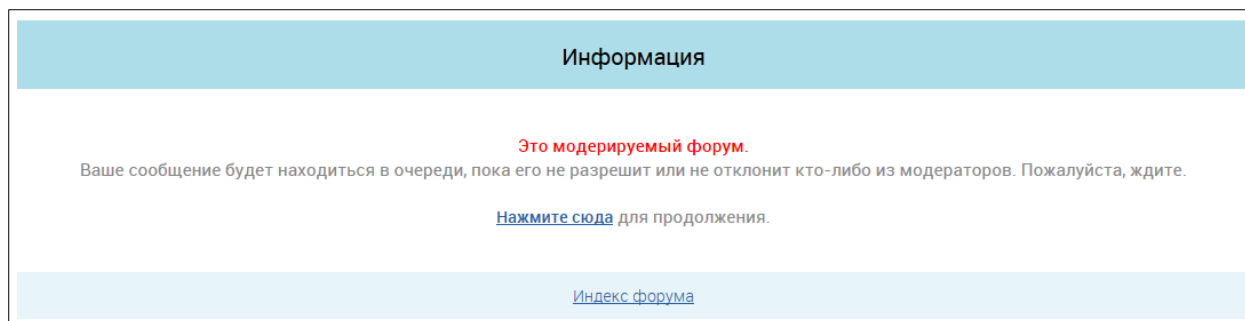 Информация
Это модерируемый форум.
Ваше сообщение будет находиться в очереди, пока его не разрешит или не отклонит кто-либо из модераторов. Пожалуйста, ждите.
Нажмите сюда для продолжения.
Индекс форума